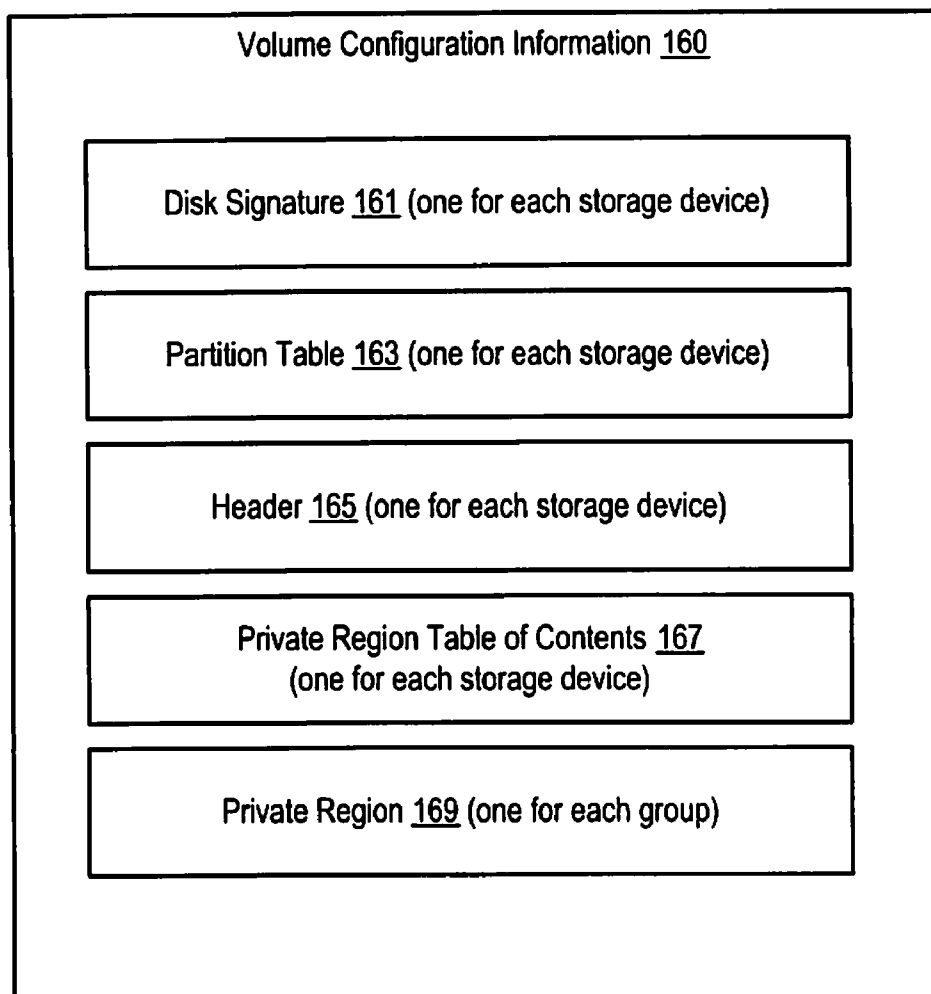 Volume Configuration Information 160
Disk Signature 161 (one for each storage device)
Partition Table 163 (one for each storage device)
Header 165 (one for each storage device)
Private Region Table of Contents 167
(one for each storage device)
Private Region 169 (one for each group)